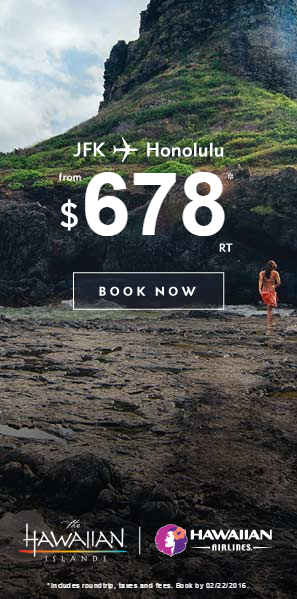 JFK Honolulu
from
$678*
RT
BOOK NOW
The
HAWAIIAN
ISLANDS
HAWAIIAN
AIRLINES.
*Includes roundtrip, taxes and fees. Book by 02/22/2016.